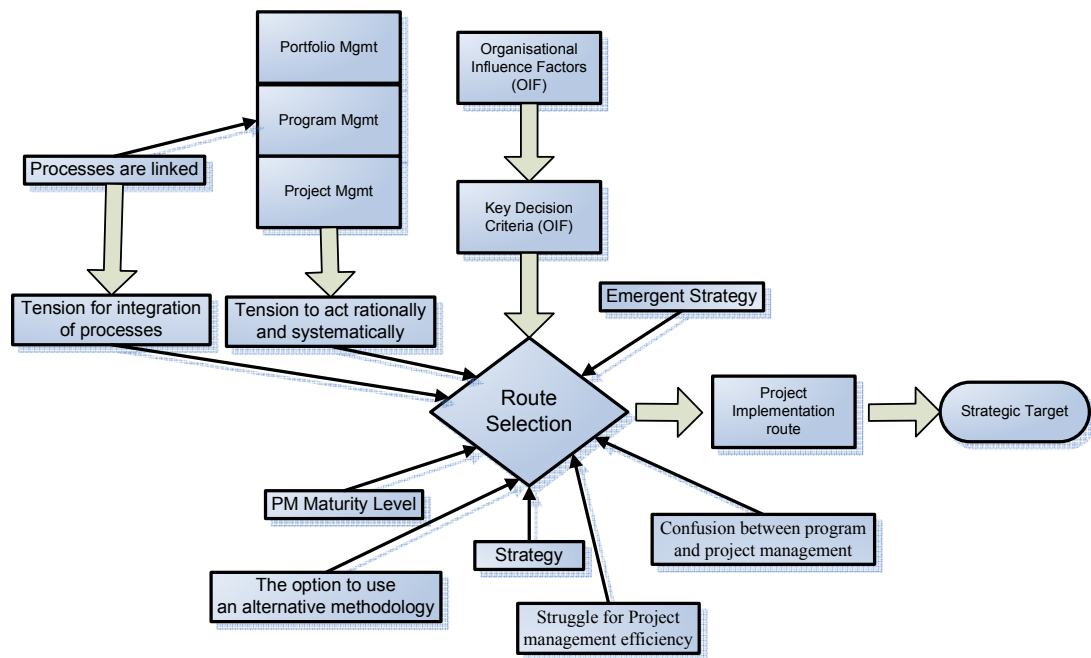 Portfolio Mgmt
Program Mgmt
Project Mgmt
Processes are linked
Tension for integration
of processes
Tension to act rationally
and systematically
Organisational
Influence Factors
(OIF)
Key Decision
Criteria (OIF)
Emergent Strategy
Route
Selection
Project
Implementation
route
Strategic Target
PM Maturity Level
The option to use
an alternative methodology
Strategy
Struggle for Project
management efficiency
Confusion between program
and project management